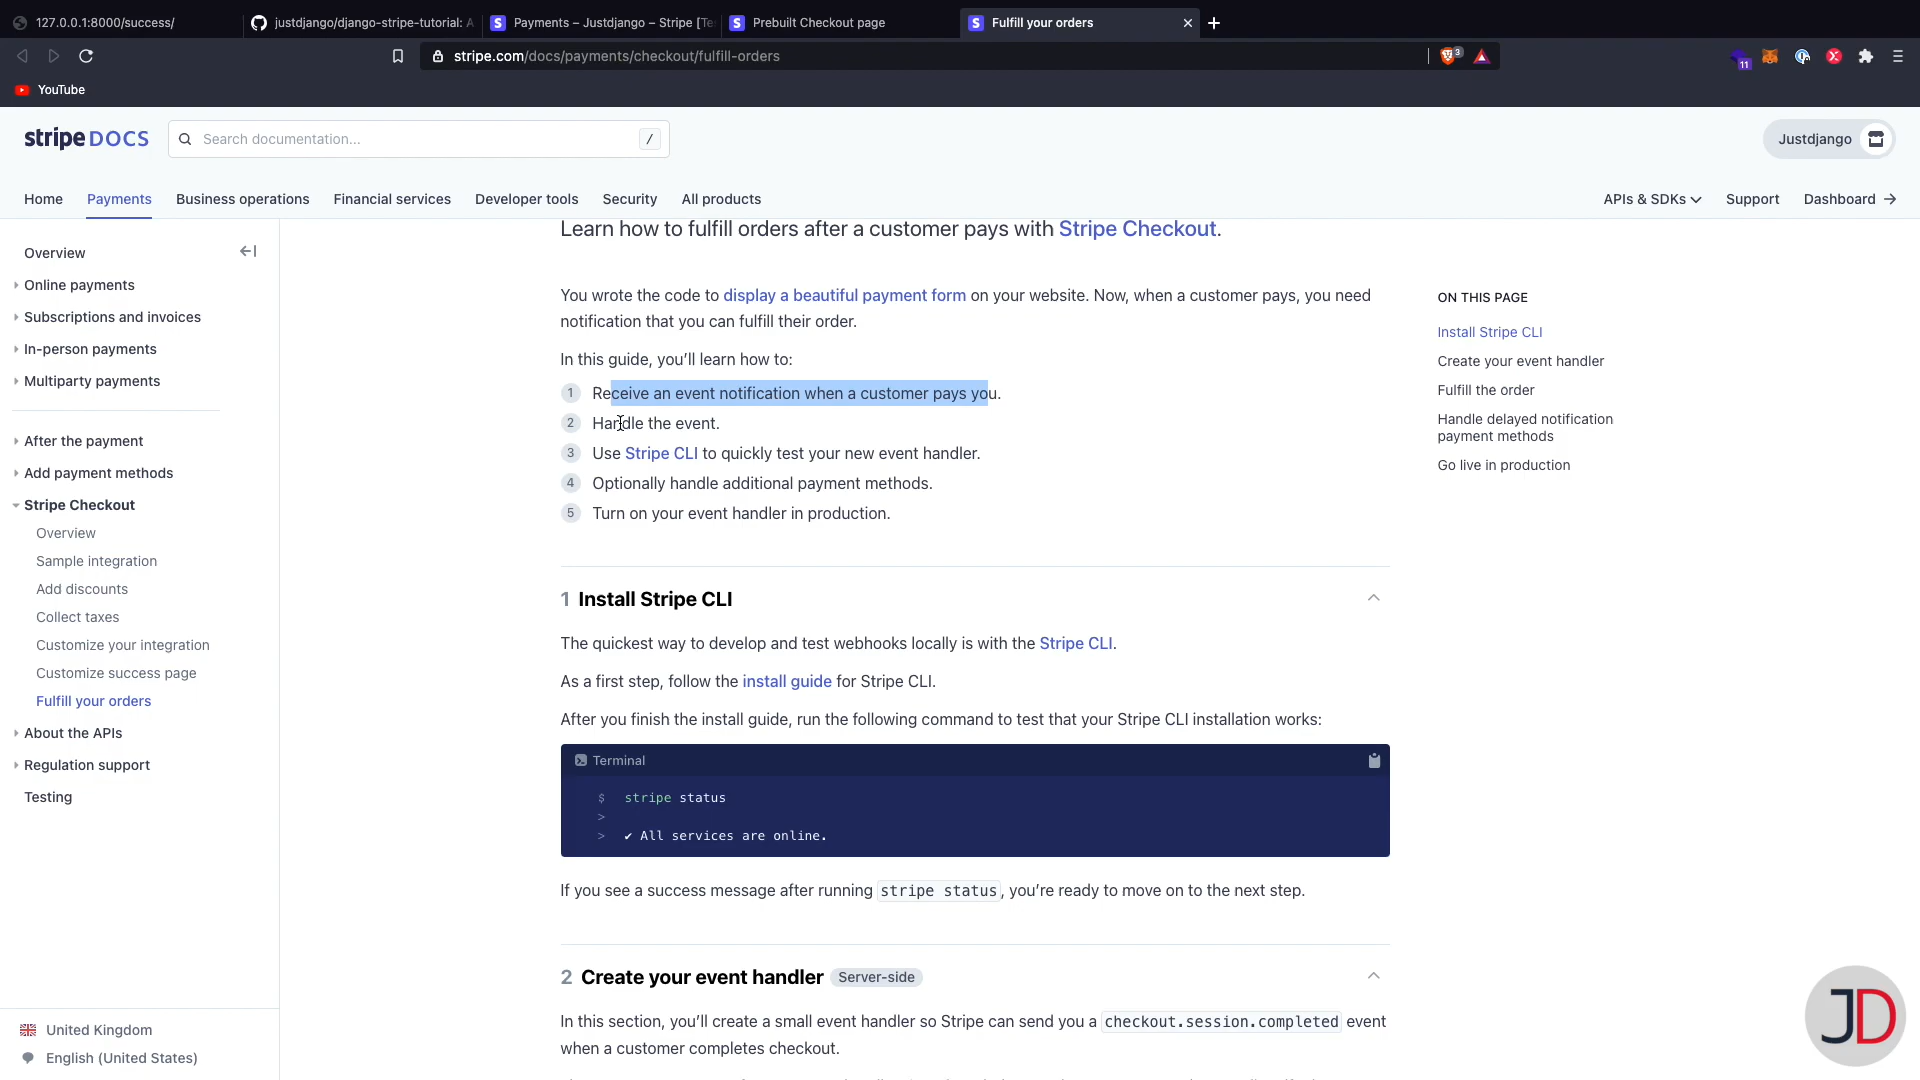 127.0.0.1:8000/success/
justdjango/django-stripe-tutorial: A
Payments – Justdjango – Stripe [Te
Prebuilt Checkout page
Fulfill your orders
stripe.com/docs/payments/checkout/fulfill-orders
3
11
YouTube
stripe DOCS
Search documentation...
/
Justdjango
Home
Payments
Business operations
Financial services
Developer tools
Security
All products
APIs & SDKs
Support
Dashboard
Overview
Online payments
Subscriptions and invoices
In-person payments
Multiparty payments
After the payment
Add payment methods
Stripe Checkout
Overview
Sample integration
Add discounts
Collect taxes
Customize your integration
Customize success page
Fulfill your orders
About the APIs
Regulation support
Testing
United Kingdom
English (United States)
Learn how to fulfill orders after a customer pays with Stripe Checkout.
You wrote the code to display a beautiful payment form on your website. Now, when a customer pays, you need
notification that you can fulfill their order.
In this guide, you’ll learn how to:
1 Receive an event notification when a customer pays you.
2 Handle the event.
3 Use Stripe CLI to quickly test your new event handler.
4 Optionally handle additional payment methods.
5 Turn on your event handler in production.
1 Install Stripe CLI
The quickest way to develop and test webhooks locally is with the Stripe CLI.
As a first step, follow the install guide for Stripe CLI.
After you finish the install guide, run the following command to test that your Stripe CLI installation works:
Terminal
$ stripe status
>
> ✔ All services are online.
If you see a success message after running stripe status, you’re ready to move on to the next step.
2 Create your event handler Server-side
In this section, you’ll create a small event handler so Stripe can send you a checkout.session.completed event
when a customer completes checkout.
ON THIS PAGE
Install Stripe CLI
Create your event handler
Fulfill the order
Handle delayed notification
payment methods
Go live in production
JD